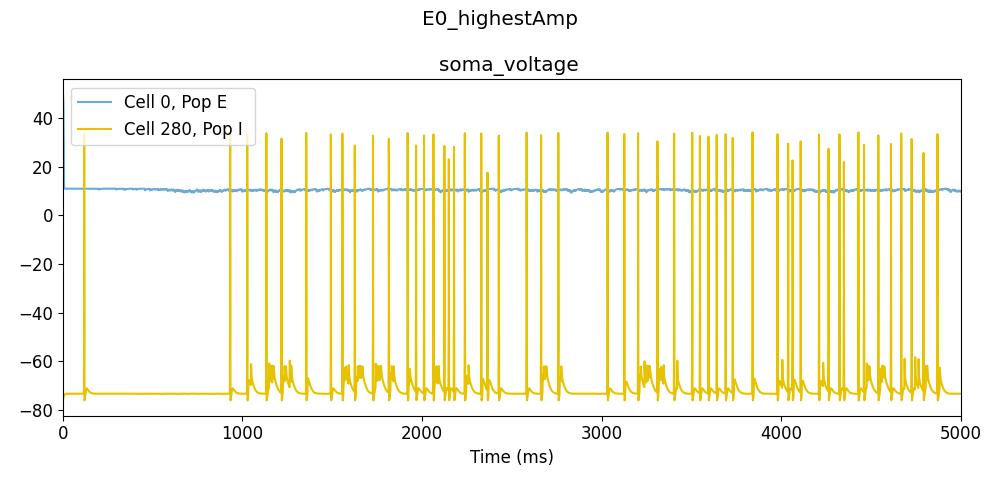 E0_highestAmp
soma_voltage
Cell 0, Pop E
Cell 280, Pop I
40
20
0
−20
−40
−60
−80
0 1000 2000 3000 4000 5000
Time (ms)